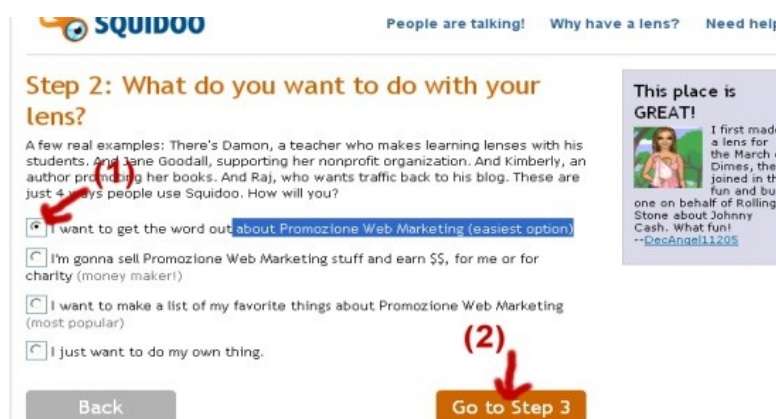 SQUIDOO
People are talking! Why have a lens? Need help
Step 2: What do you want to do with your
lens?
A few real examples: There's Damon, a teacher who makes learning lenses with his
students. And Jane Goodall, supporting her nonprofit organization. And Kimberly, an
author promoting her books. And Raj, who wants traffic back to his blog. These are
just 4 ways people use Squidoo. How will you?
(1)
I want to get the word out about Promozione Web Marketing (easiest option)
I'm gonna sell Promozione Web Marketing stuff and earn $$, for me or for
charity (money maker!)
I want to make a list of my favorite things about Promozione Web Marketing
(most popular)
I just want to do my own thing.
(2)
Back
Go to Step 3
This place is
GREAT!
I first made
a lens for
the March
Dimes, the
joined in th
fun and bu
one on behalf of Rolling
Stone about Johnny
Cash. What fun!
--DecAngel11205